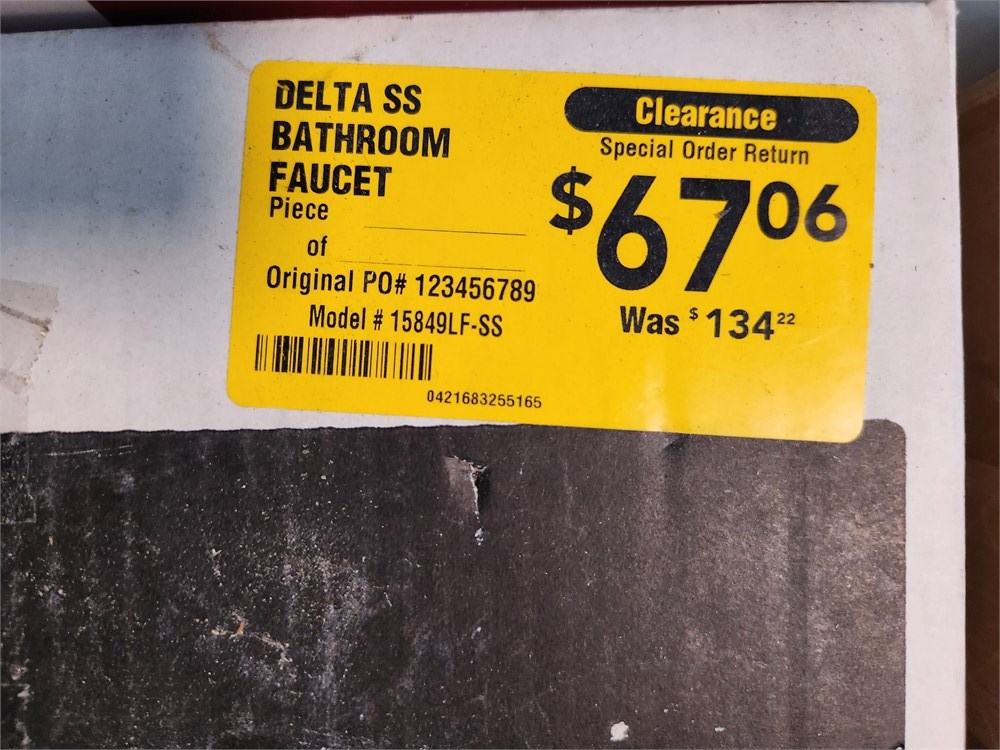 DELTA SS
BATHROOM
FAUCET
Piece
of
Original PO# 123456789
Model # 15849LF-SS
0421683255165
Clearance
Special Order Return
$67 06
Was $134 22